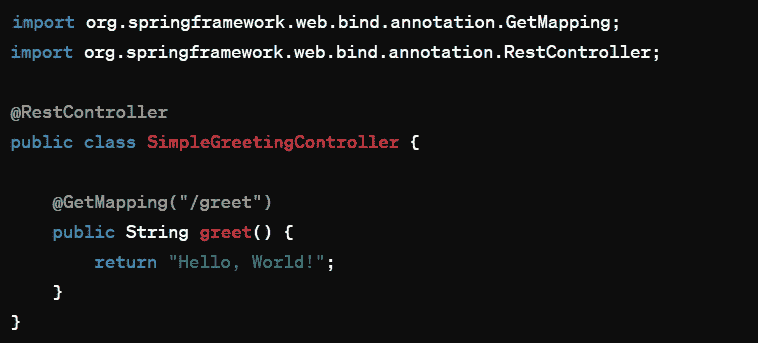 import org.springframework.web.bind.annotation.GetMapping;
import org.springframework.web.bind.annotation.RestController;

@RestController
public class SimpleGreetingController {

    @GetMapping("/greet")
    public String greet() {
        return "Hello, World!";
    }
}